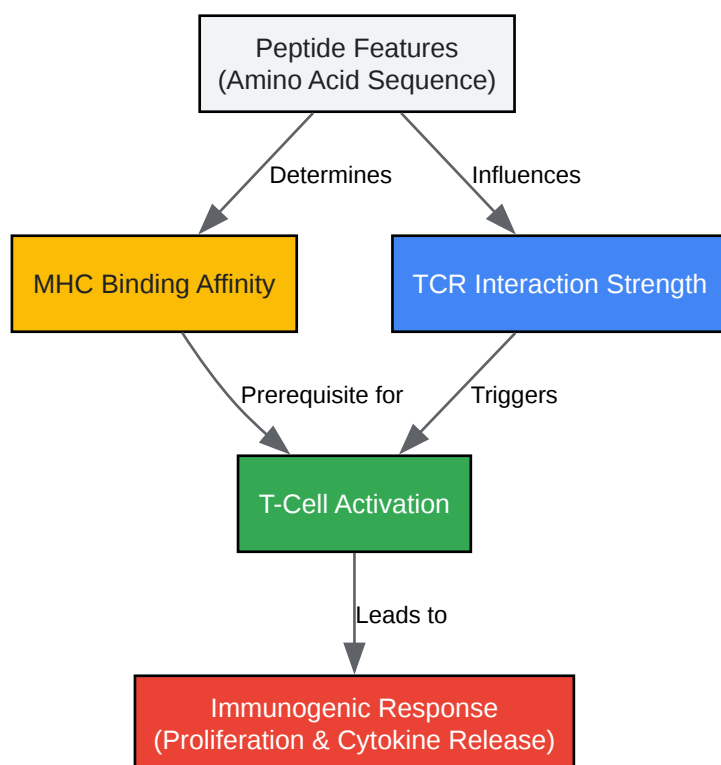 Peptide Features
(Amino Acid Sequence)
Determines
Influences
MHC Binding Affinity
TCR Interaction Strength
Prerequisite for
Triggers
T-Cell Activation
Leads to
Immunogenic Response
(Proliferation & Cytokine Release)